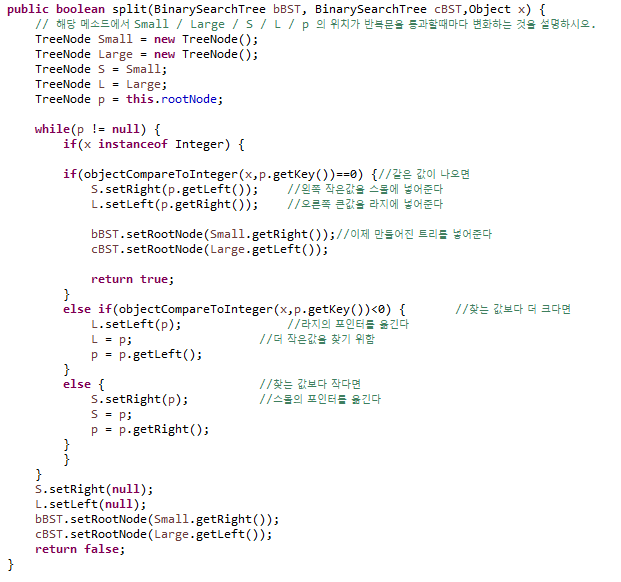 public boolean split(BinarySearchTree bBST, BinarySearchTree cBST,Object x) {
// 해당 메소드에서 Small / Large / S / L / p 의 위치가 반복문을 통과할때마다 변화하는 것을 설명하시오.
TreeNode Small = new TreeNode();
TreeNode Large = new TreeNode();
TreeNode S = Small;
TreeNode L = Large;
TreeNode p = this.rootNode;
while(p != null) {
if(x instanceof Integer) {
if(objectCompareToInteger(x,p.getKey())==0) {//같은 값이 나오면
S.setRight(p.getLeft()); //왼쪽 작은값을 스몰에 넣어준다
L.setLeft(p.getRight()); //오른쪽 큰값을 라지에 넣어준다
bBST.setRootNode(Small.getRight());//이제 만들어진 트리를 넣어준다
cBST.setRootNode(Large.getLeft());
return true;
}
else if(objectCompareToInteger(x,p.getKey())<0) { //찾는 값보다 더 크다면
L.setLeft(p); //라지의 포인터를 옮긴다
L = p; //더 작은값을 찾기 위함
p = p.getLeft();
}
else { //찾는 값보다 작다면
S.setRight(p); //스몰의 포인터를 옮긴다
S = p;
p = p.getRight();
}
}
}
S.setRight(null);
L.setLeft(null);
bBST.setRootNode(Small.getRight());
cBST.setRootNode(Large.getLeft());
return false;
}